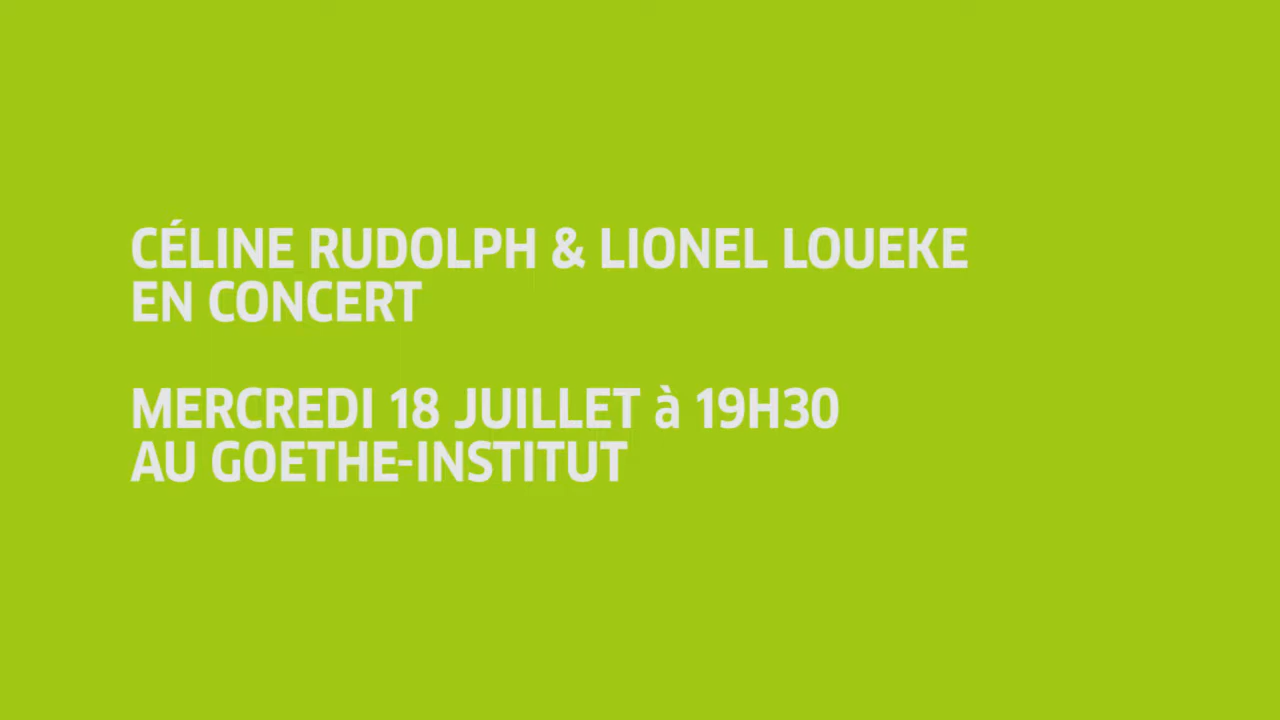 CÉLINE RUDOLPH & LIONEL LOUEKE
EN CONCERT
MERCREDI 18 JUILLET à 19H30
AU GOETHE-INSTITUT